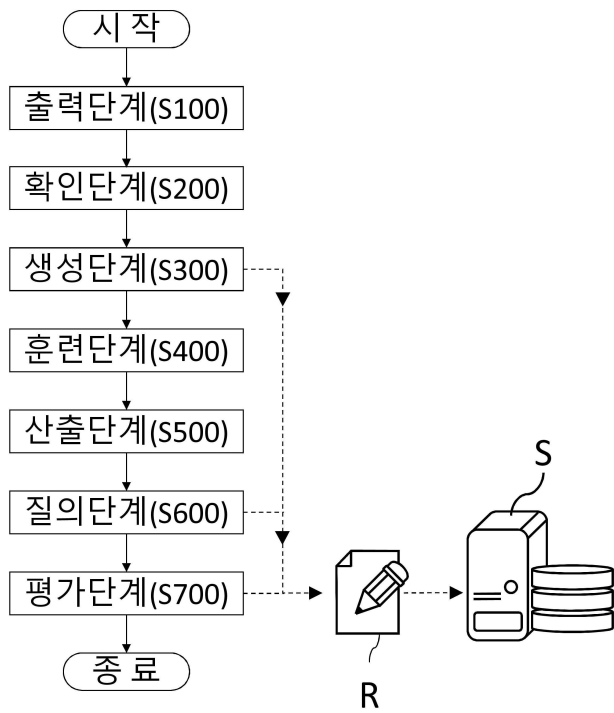 시 작
출력단계(S100)
확인단계(S200)
생성단계(S300)
훈련단계(S400)
산출단계(S500)
질의단계(S600)
평가단계(S700)
종 료
S
R